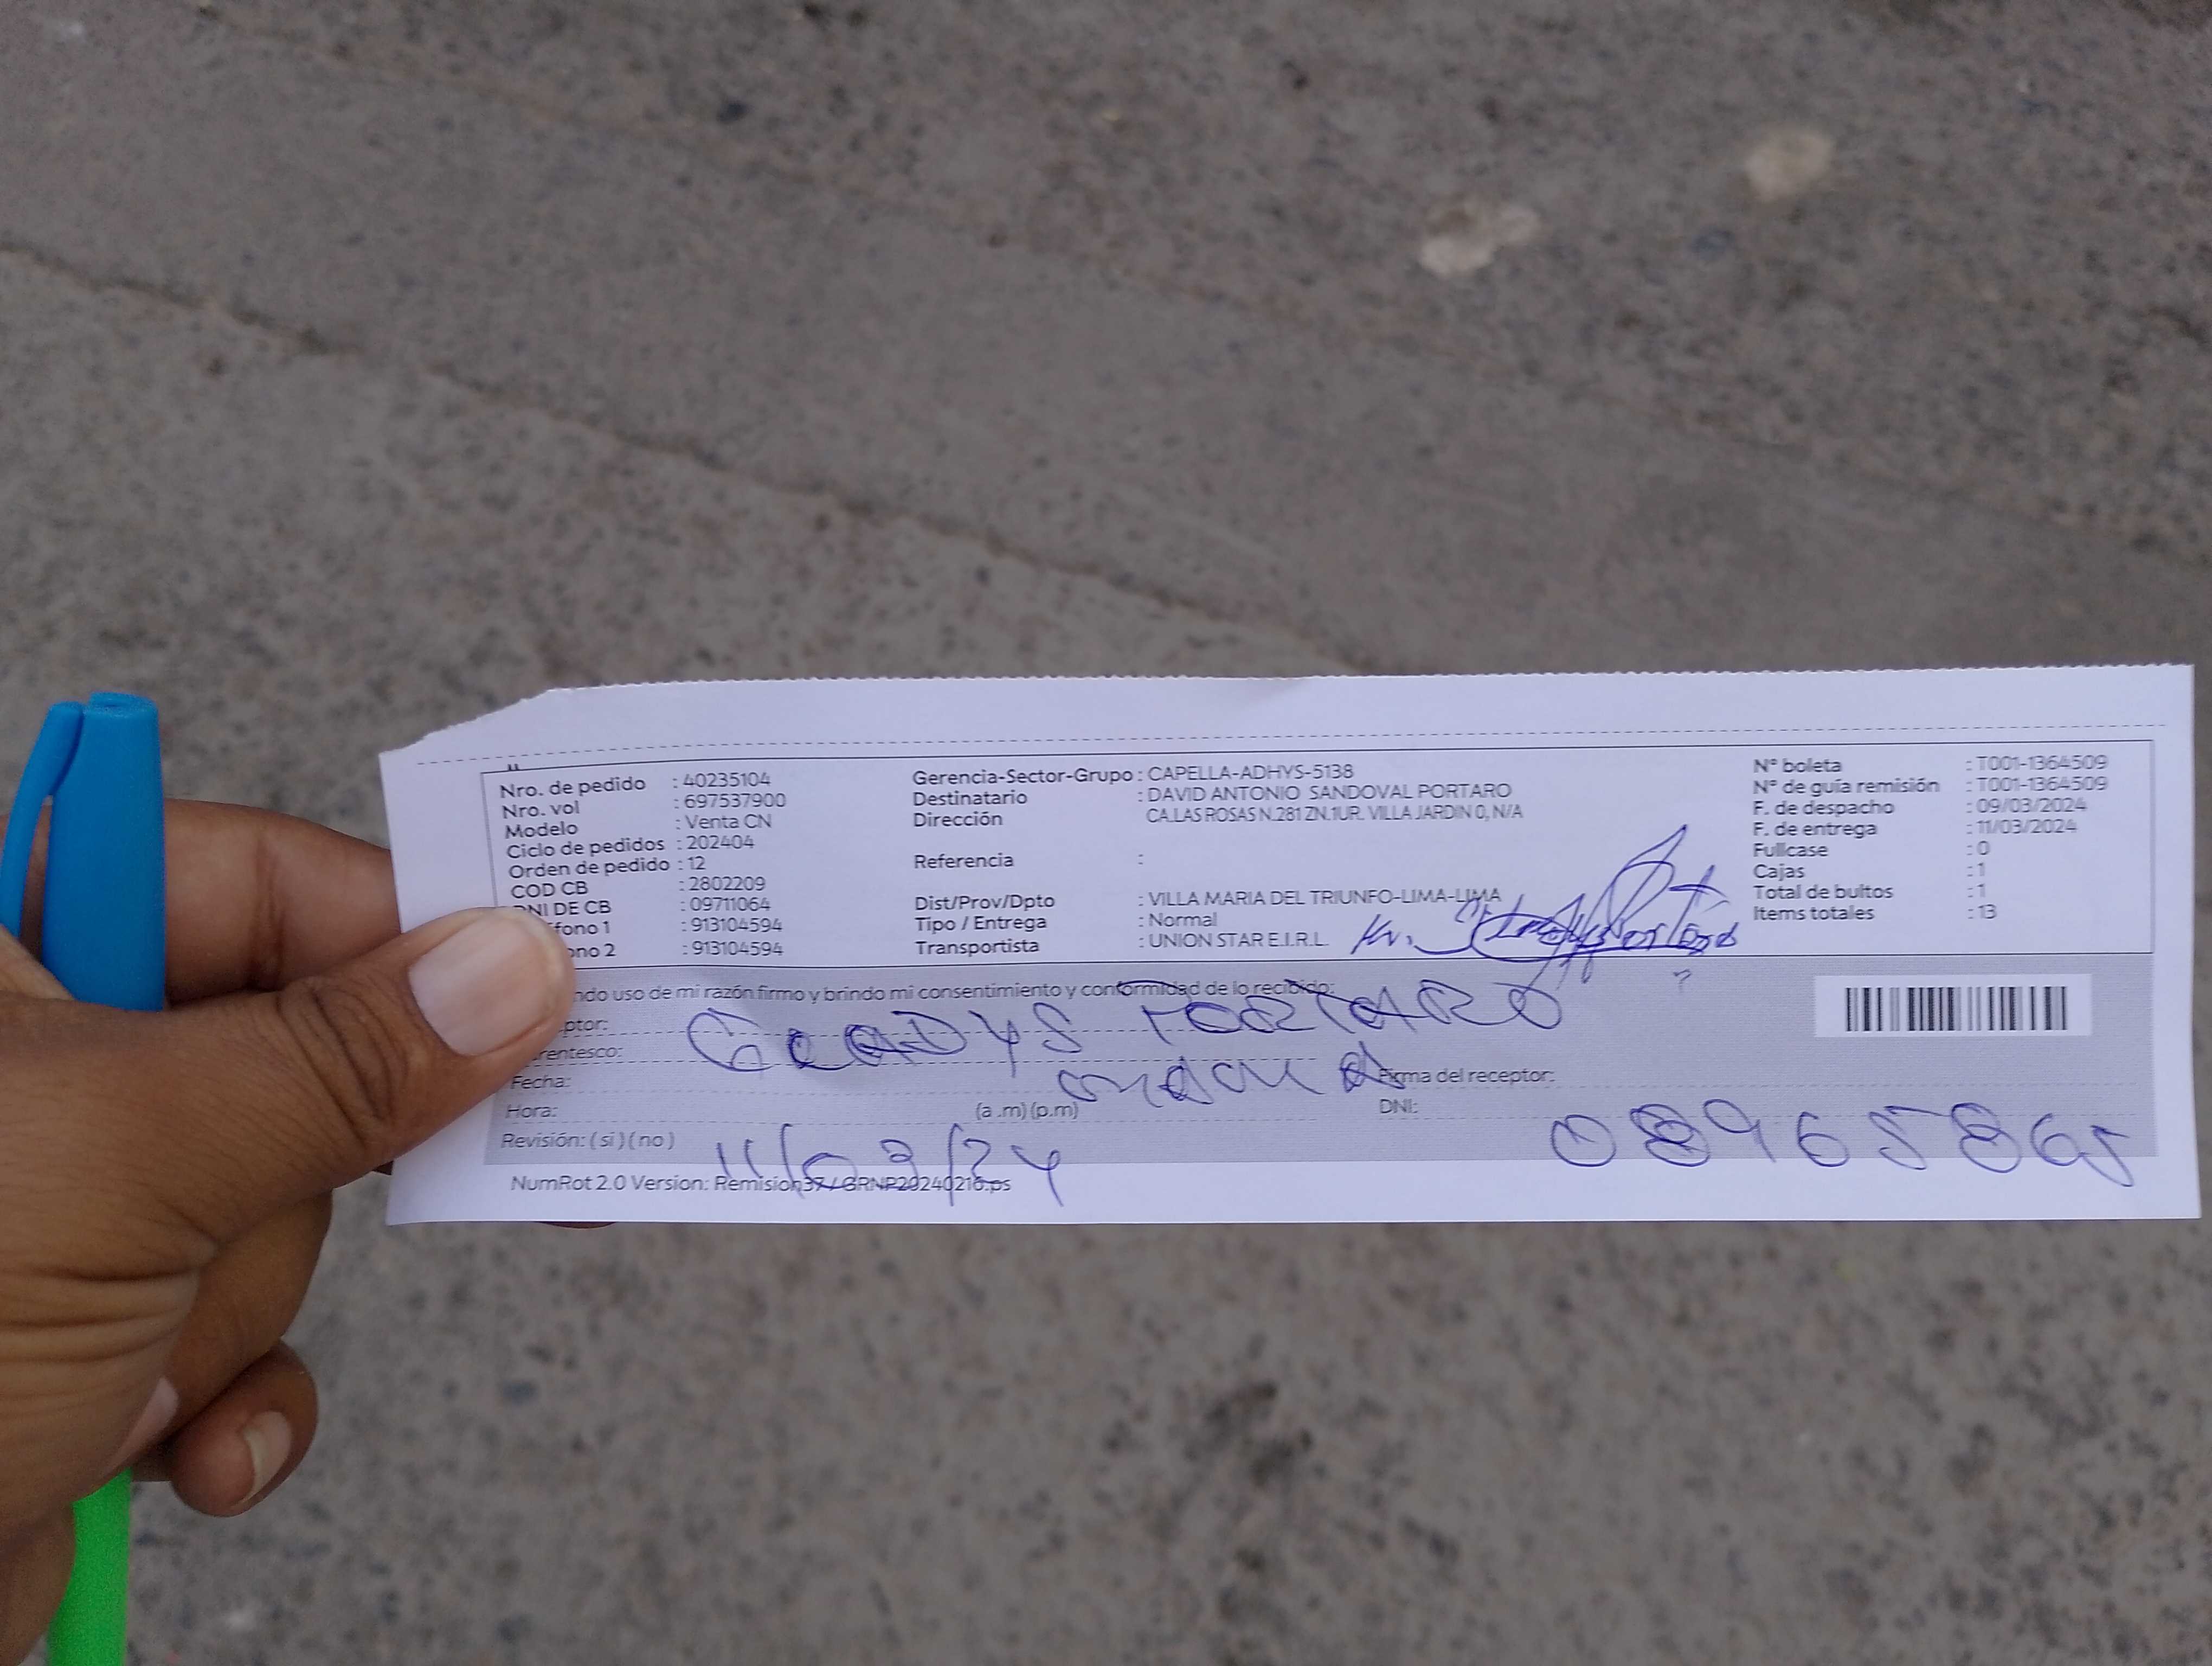 Nro. de pedido : 40235104
Nro. vol : 697537900
Modelo : Venta CN
Ciclo de pedidos : 202404
Orden de pedido : 12
COD CB : 2802209
DNI DE CB : 09711064
fono 1 : 913104594
ono 2 : 913104594
Gerencia-Sector-Grupo : CAPELLA-ADHYS-5138
Destinatario : DAVID ANTONIO SANDOVAL PORTARO
Dirección CA.LAS ROSAS N.281 ZN.1UR. VILLA JARDIN 0, N/A
Referencia :
Dist/Prov/Dpto : VILLA MARIA DEL TRIUNFO-LIMA-LIMA
Tipo / Entrega : Normal
Transportista : UNION STAR E.I.R.L.
N° boleta : T001-1364509
N° de guía remisión : T001-1364509
F. de despacho : 09/03/2024
F. de entrega : 11/03/2024
Fullcase : 0
Cajas : 1
Total de bultos : 1
Items totales : 13
ndo uso de mi razón firmo y brindo mi consentimiento y conformidad de lo recibido:
ptor: GLADYS PORTARO
rentesco: mamá
Fecha: Firma del receptor:
Hora: (a .m) (p.m) DNI: 08965865
Revisión: ( si ) ( no ) 11/03/24
NumRot 2.0 Version: Remision37 / GRNP20240216.ps